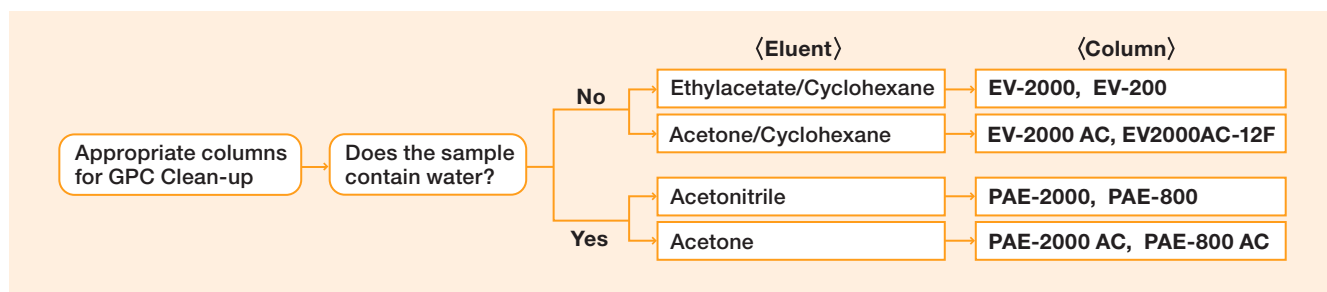 〈Eluent〉
〈Column〉
No
Ethylacetate/Cyclohexane
EV-2000, EV-200
Acetone/Cyclohexane
EV-2000 AC, EV2000AC-12F
Appropriate columns
for GPC Clean-up
Does the sample
contain water?
Acetonitrile
PAE-2000, PAE-800
Yes
Acetone
PAE-2000 AC, PAE-800 AC